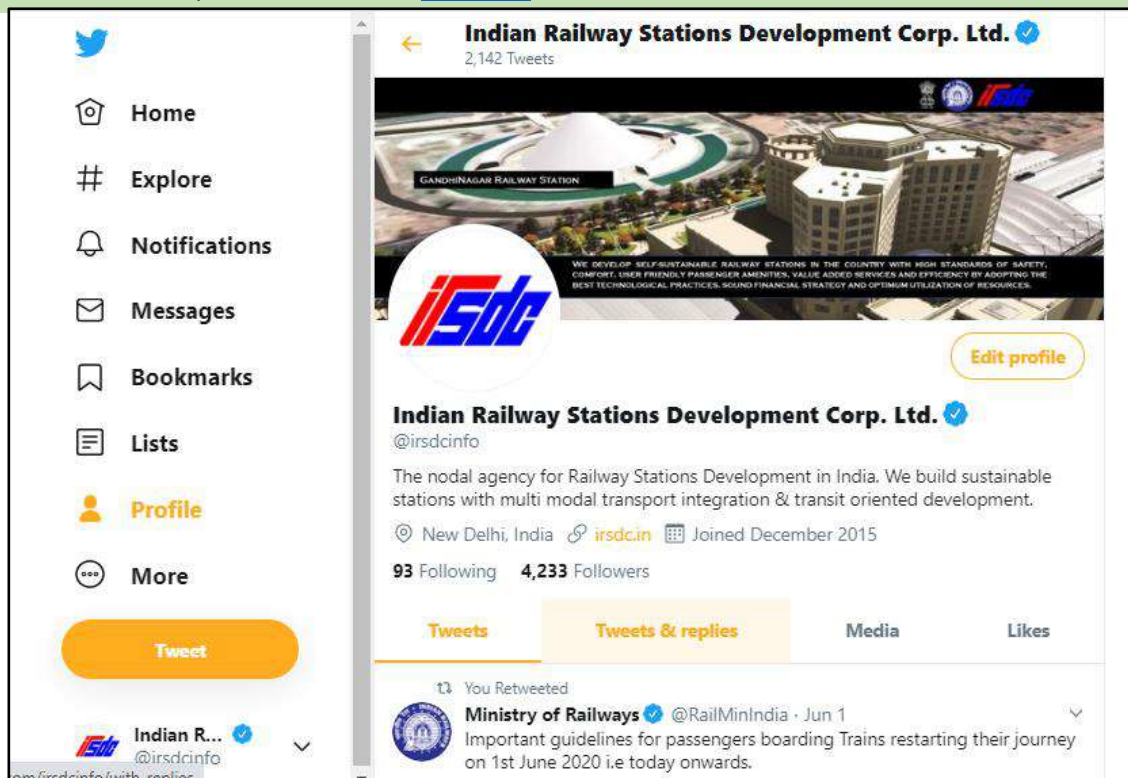 Home
Explore
Notifications
Messages
Bookmarks
Lists
Profile
More
Tweet
Indian R...
@irsdcinfo
Indian Railway Stations Development Corp. Ltd.
2,142 Tweets
irsdc
GANDHINAGAR RAILWAY STATION
WE DEVELOP SELF-SUSTAINABLE RAILWAY STATIONS IN THE COUNTRY WITH HIGH STANDARDS OF SAFETY,
COMFORT. USER FRIENDLY PASSENGER AMENITIES, VALUE ADDED SERVICES AND EFFICIENCY BY ADOPTING THE
BEST TECHNOLOGICAL PRACTICES. SOUND FINANCIAL STRATEGY AND OPTIMUM UTILIZATION OF RESOURCES.
irsdc
Edit profile
Indian Railway Stations Development Corp. Ltd.
@irsdcinfo
The nodal agency for Railway Stations Development in India. We build sustainable
stations with multi modal transport integration & transit oriented development.
New Delhi, India irsdc.in Joined December 2015
93 Following 4,233 Followers
Tweets Tweets & replies Media Likes
You Retweeted
Ministry of Railways @RailMinIndia · Jun 1
Important guidelines for passengers boarding Trains restarting their journey
on 1st June 2020 i.e today onwards.